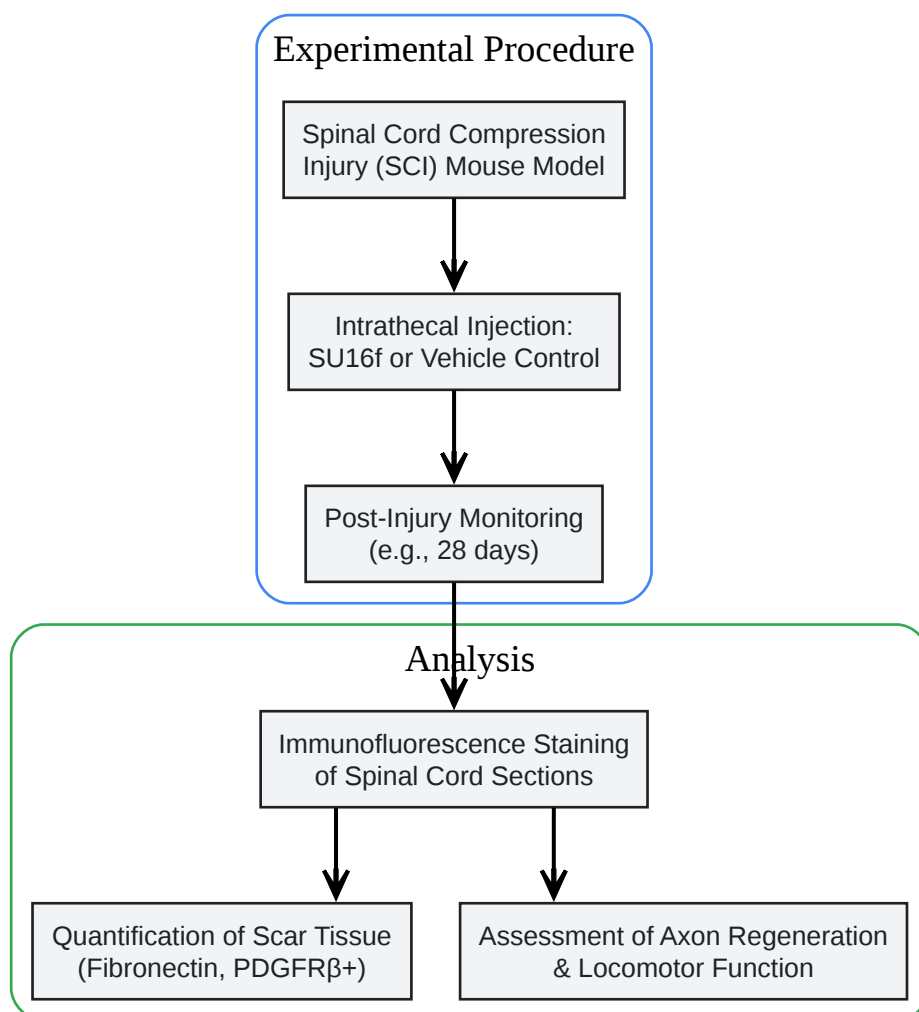 Experimental Procedure
Spinal Cord Compression
Injury (SCI) Mouse Model
Intrathecal Injection:
SU16f or Vehicle Control
Post-Injury Monitoring
(e.g., 28 days)
Analysis
Immunofluorescence Staining
of Spinal Cord Sections
Quantification of Scar Tissue
(Fibronectin, PDGFRβ+)
Assessment of Axon Regeneration
& Locomotor Function